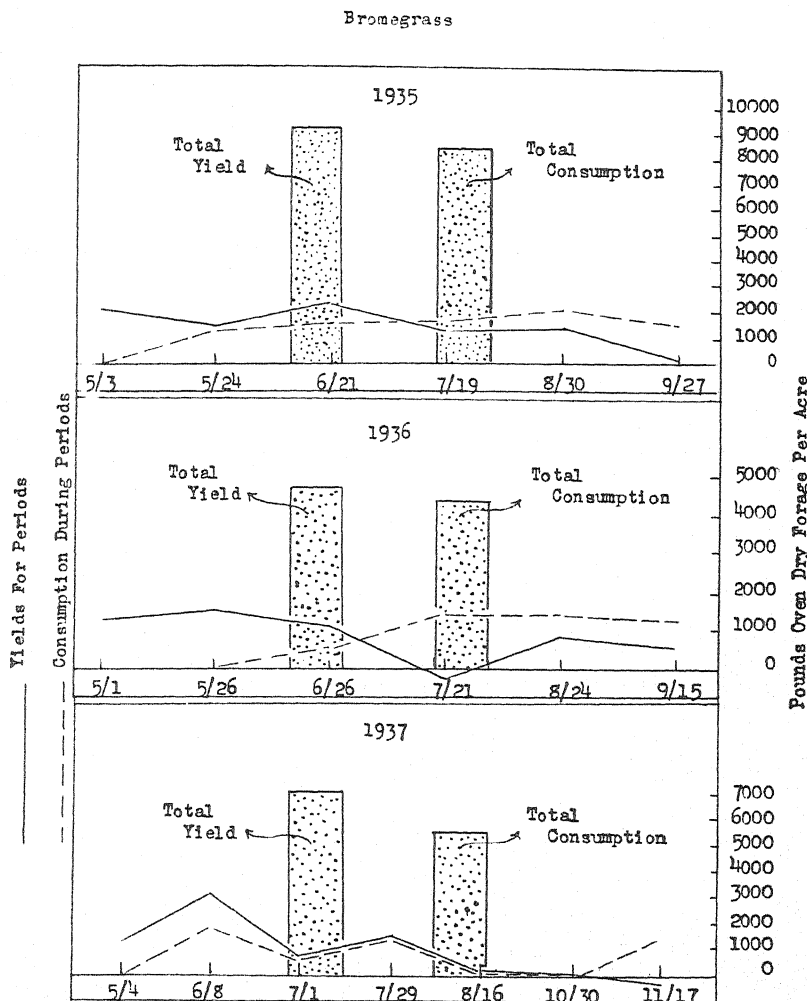 Bromegrass
1935
Total
Yield
Total
Consumption
10000
9000
8000
7000
6000
5000
4000
3000
2000
1000
0
5/3 5/24 6/21 7/19 8/30 9/27
1936
Total
Yield
Total
Consumption
5000
4000
3000
2000
1000
0
5/1 5/26 6/26 7/21 8/24 9/15
1937
Total
Yield
Total
Consumption
7000
6000
5000
4000
3000
2000
1000
0
5/4 6/8 7/1 7/29 8/16 10/30 11/17
Yields For Periods
Consumption During Periods
Pounds Oven Dry Forage Per Acre